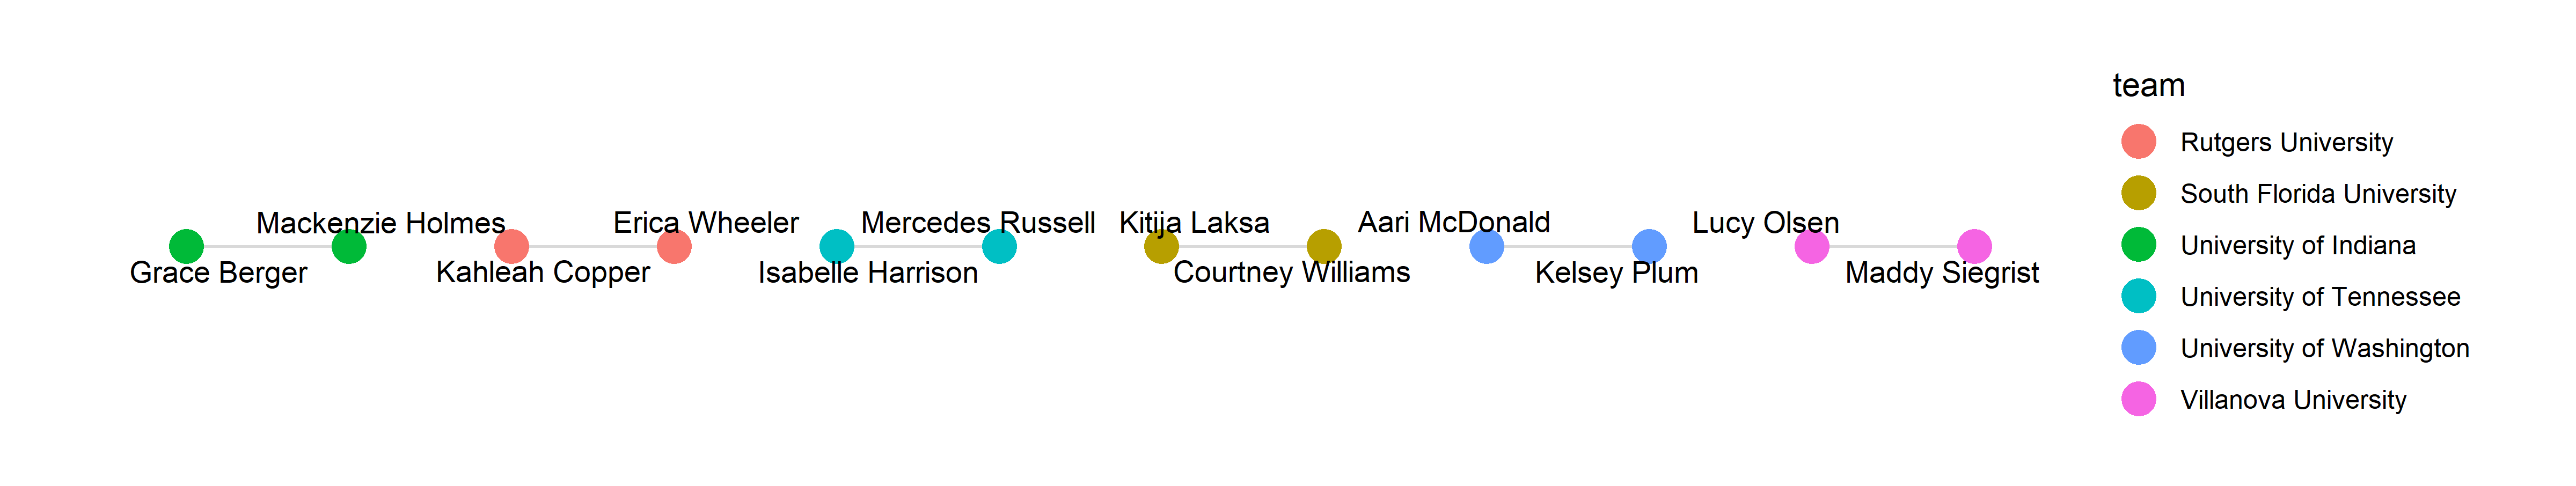 Mackenzie Holmes
Erica Wheeler
Mercedes Russell
Kitija Laksa
Aari McDonald
Lucy Olsen
Grace Berger
Kahleah Copper
Isabelle Harrison
Courtney Williams
Kelsey Plum
Maddy Siegrist
team
Rutgers University
South Florida University
University of Indiana
University of Tennessee
University of Washington
Villanova University